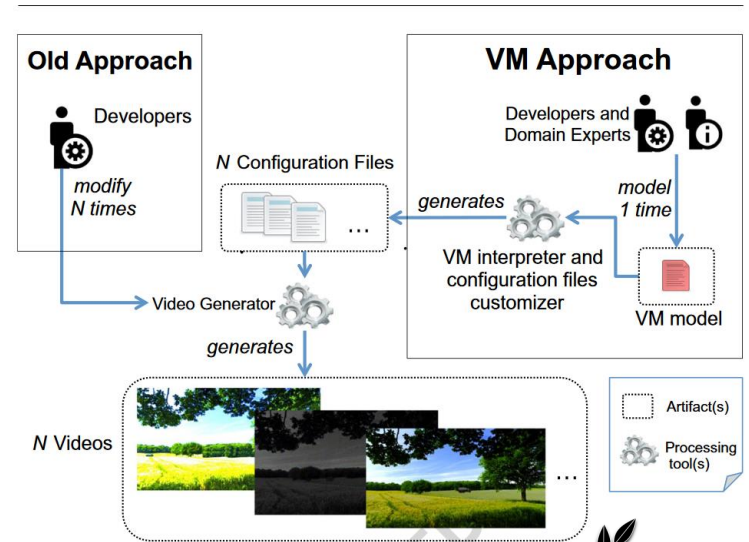 Old Approach
Developers
modify
N times
VM Approach
Developers and
Domain Experts
model
1 time
VM model
VM interpreter and
configuration files
customizer
generates
N Configuration Files
...
Video Generator
generates
N Videos
...
Artifact(s)
Processing
tool(s)